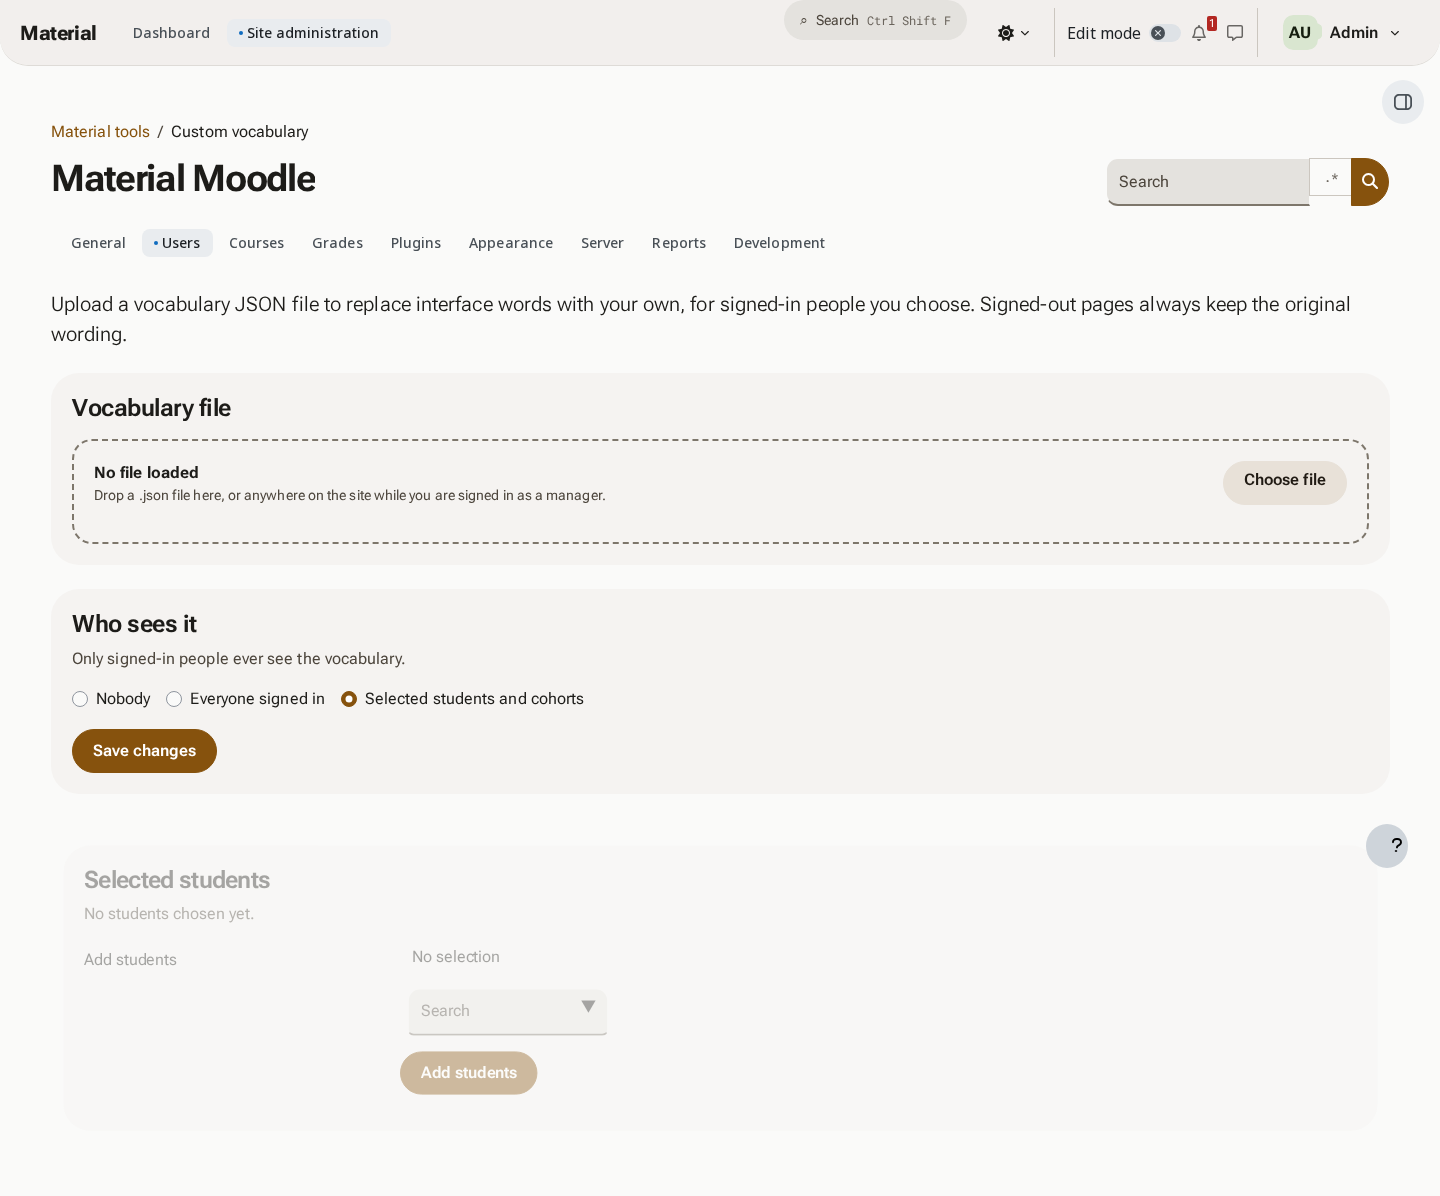 Material
Dashboard
Site administration
Search Ctrl Shift F
Edit mode
1
AU
Admin
Material tools / Custom vocabulary
Material Moodle
Search
.*
General
Users
Courses
Grades
Plugins
Appearance
Server
Reports
Development
Upload a vocabulary JSON file to replace interface words with your own, for signed-in people you choose. Signed-out pages always keep the original
wording.
Vocabulary file
No file loaded
Drop a .json file here, or anywhere on the site while you are signed in as a manager.
Choose file
Who sees it
Only signed-in people ever see the vocabulary.
Nobody
Everyone signed in
Selected students and cohorts
Save changes
?
Selected students
No students chosen yet.
Add students
No selection
Search
Add students